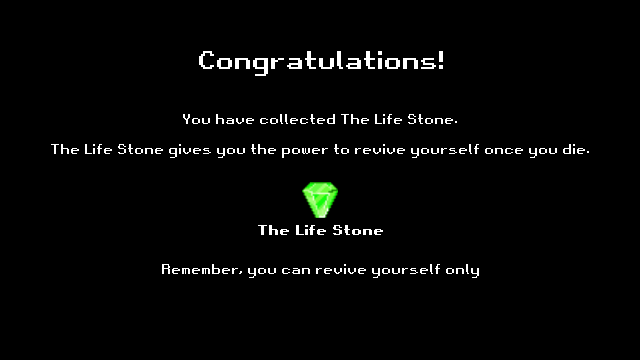 Congratulations!
You have collected The Life Stone.
The Life Stone gives you the power to revive yourself once you die.
The Life Stone
Remember, you can revive yourself only